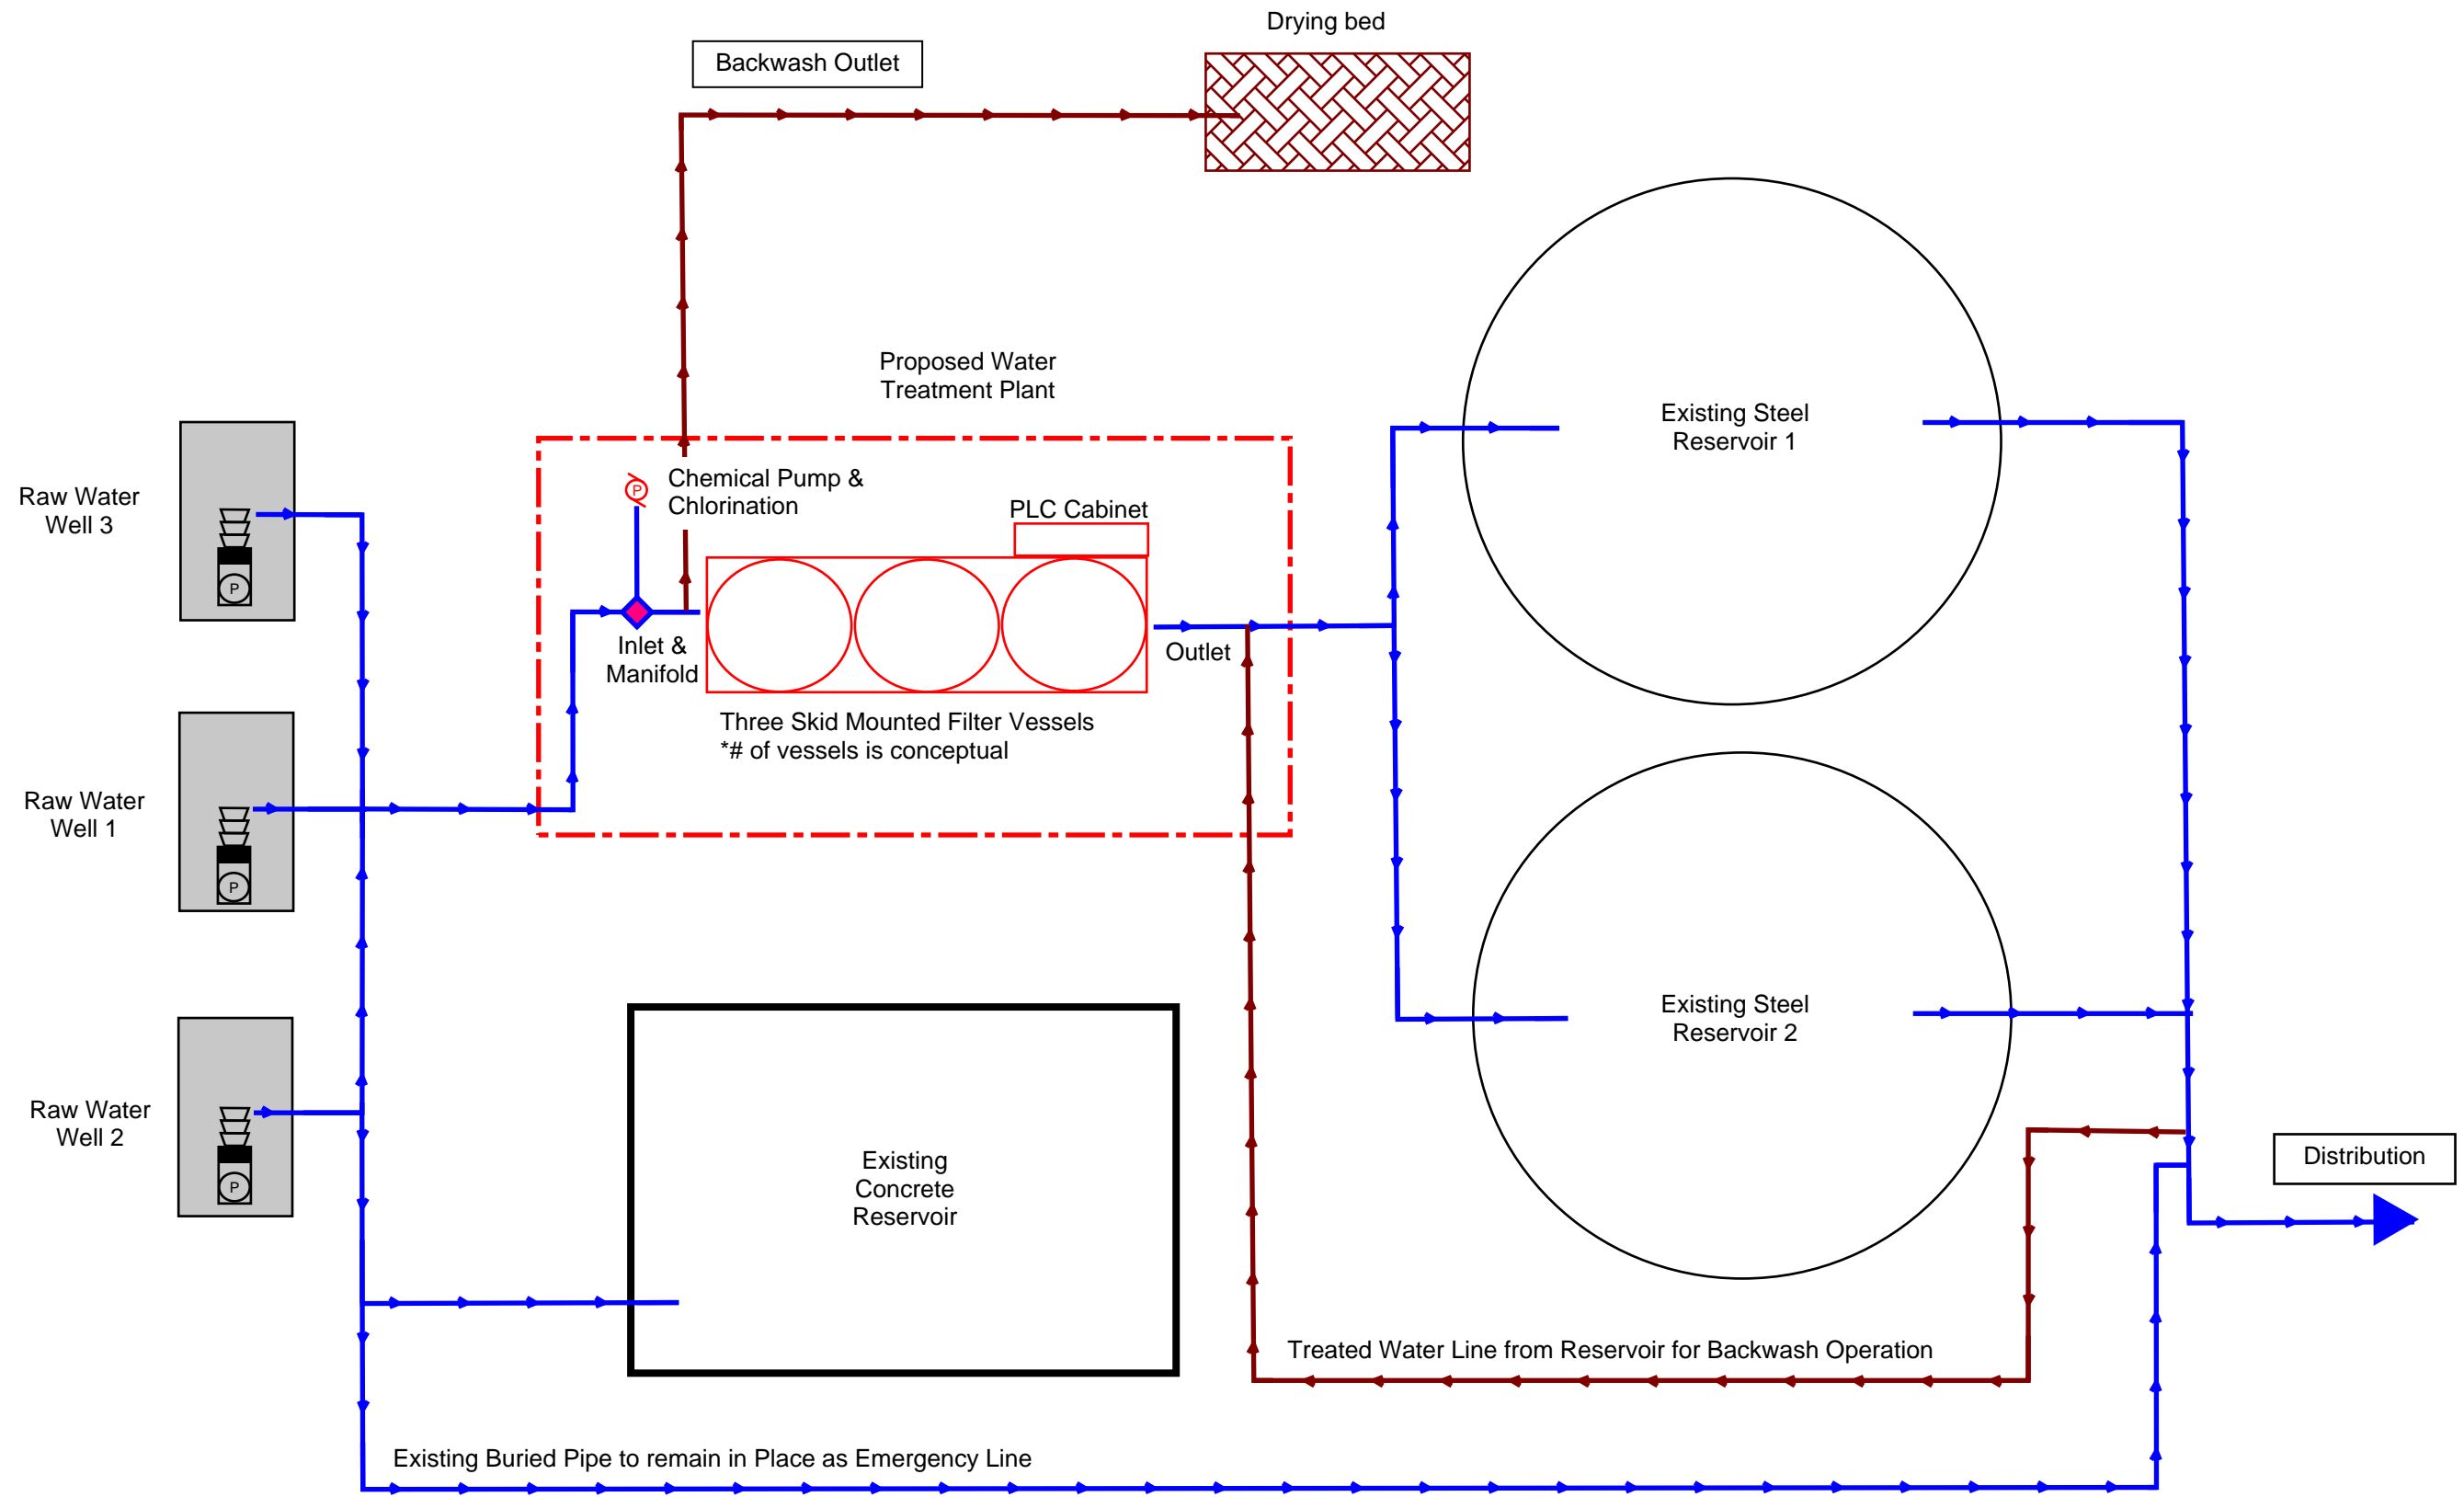 Drying bed
Backwash Outlet
Proposed Water
Treatment Plant
Existing Steel
Reservoir 1
Chemical Pump &
Chlorination
P
PLC Cabinet
Raw Water
Well 3
P
Inlet &
Manifold
Outlet
Three Skid Mounted Filter Vessels
*# of vessels is conceptual
Raw Water
Well 1
P
Existing Steel
Reservoir 2
Raw Water
Well 2
P
Existing
Concrete
Reservoir
Distribution
Treated Water Line from Reservoir for Backwash Operation
Existing Buried Pipe to remain in Place as Emergency Line